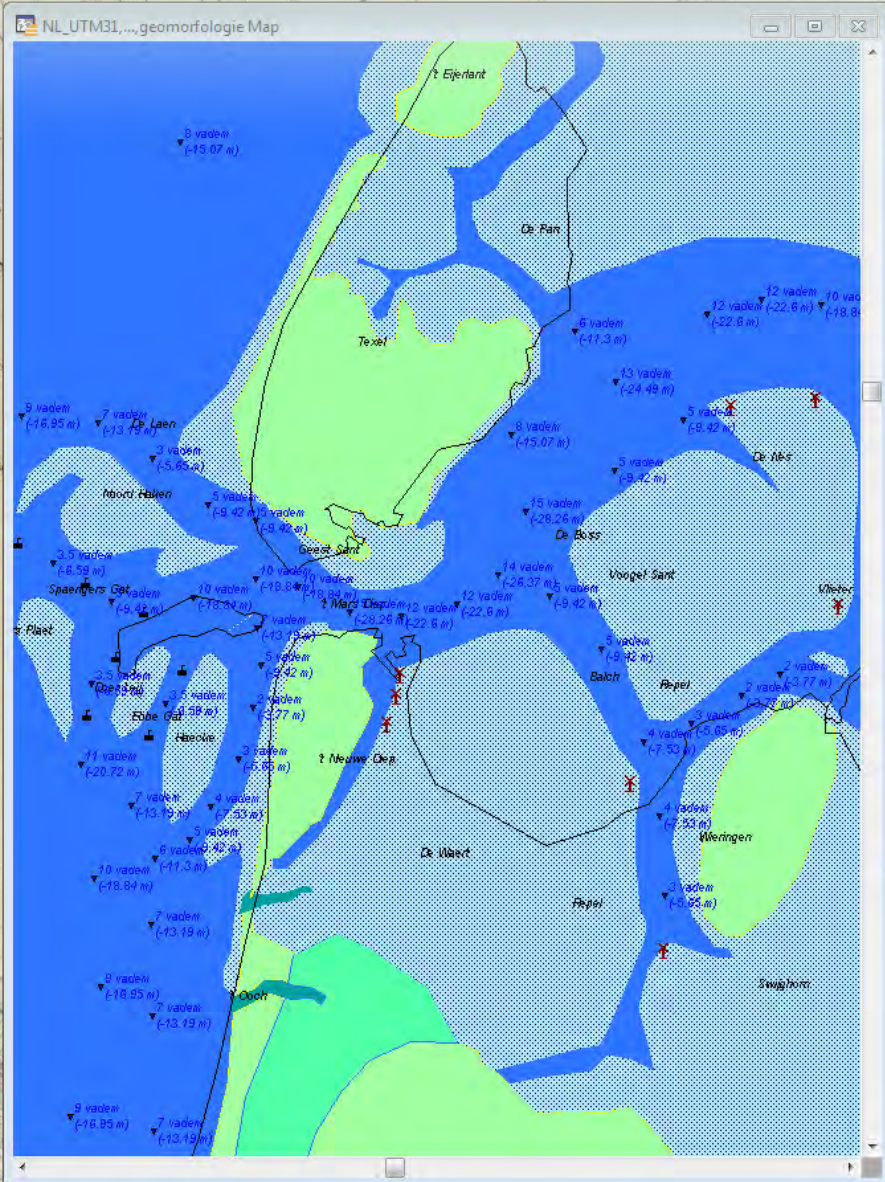 NL_UTM31,...,geomorfologie Map
't Eijerlant
8 vadem
(-15.07 m)
De Pan
12 vadem
(-22.6 m)
12 vadem
(-22.6 m)
6 vadem
(-11.3 m)
Texel
13 vadem
(-24.49 m)
9 vadem
(-16.95 m)
7 vadem
(-13.19 m)
De Laen
5 vadem
(-9.42 m)
8 vadem
(-15.07 m)
3 vadem
(-5.65 m)
De Nes
5 vadem
(-9.42 m)
5 vadem
(-9.42 m)
5 vadem
(-9.42 m)
15 vadem
(-28.26 m)
De Boss
Geest Sant
3.5 vadem
(-6.59 m)
Spaengers Gat
10 vadem
(-18.84 m)
14 vadem
(-26.37 m)
Voogel Sant
Vlieter
10 vadem
(-18.84 m)
't Mars Diep
12 vadem
(-22.6 m)
12 vadem
(-22.6 m)
5 vadem
(-9.42 m)
s Plaet
(-13.19 m)
5 vadem
(-9.42 m)
5 vadem
(-9.42 m)
Balch
Repel
2 vadem
(-3.77 m)
2 vadem
(-3.77 m)
3.5 vadem
(-6.59 m)
Ebbe Gat
2 vadem
(-3.77 m)
3 vadem
(-5.65 m)
Haecke
4 vadem
(-7.53 m)
11 vadem
(-20.72 m)
3 vadem
(-5.65 m)
't Nieuwe Diep
7 vadem
(-13.19 m)
4 vadem
(-7.53 m)
4 vadem
(-7.53 m)
Wieringen
5 vadem
(-9.42 m)
6 vadem
(-11.3 m)
De Waert
10 vadem
(-18.84 m)
3 vadem
(-5.65 m)
Repel
7 vadem
(-13.19 m)
9 vadem
(-16.95 m)
Ooch
Swijghorn
7 vadem
(-13.19 m)
9 vadem
(-16.95 m)
7 vadem
(-13.19 m)